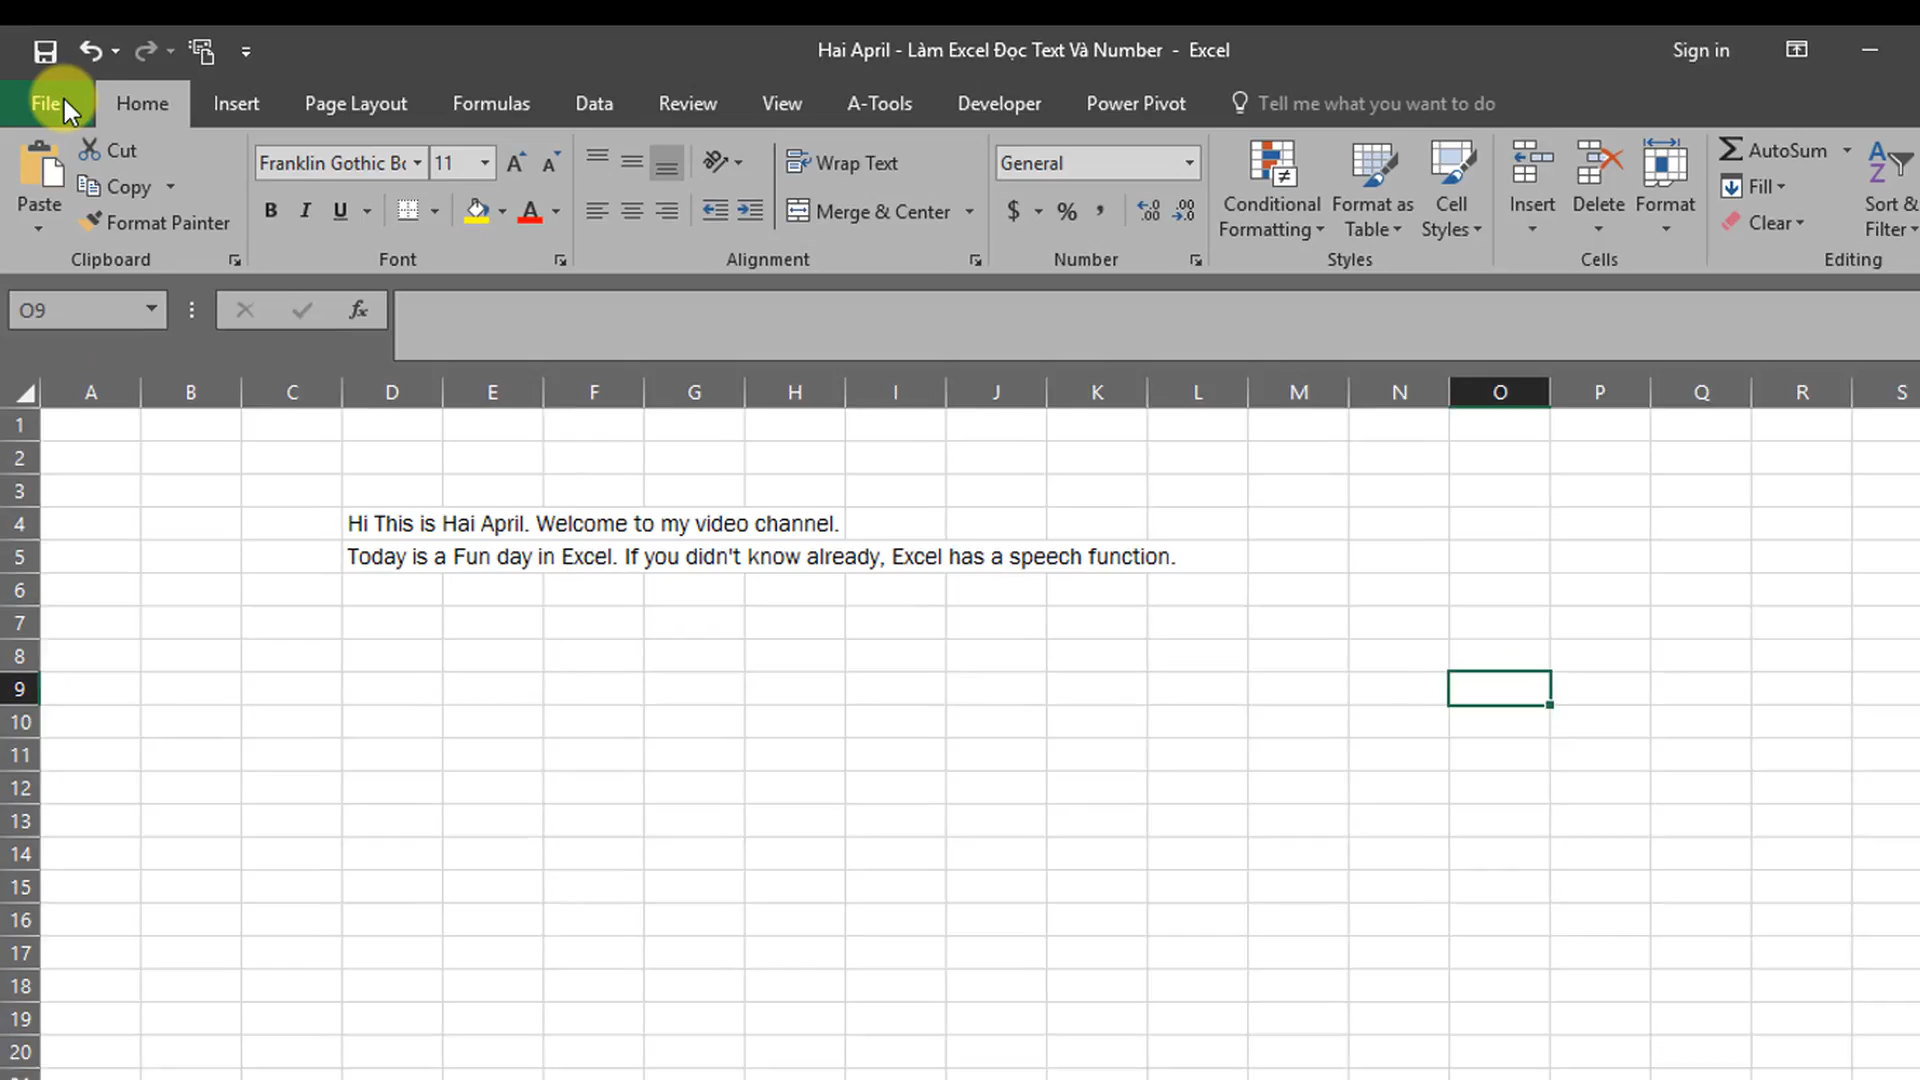 Hai April - Làm Excel Đọc Text Và Number - Excel
Sign in
File Home Insert Page Layout Formulas Data Review View A-Tools Developer Power Pivot Tell me what you want to do
Paste
Cut
Copy
Format Painter
Clipboard
Franklin Gothic Bo 11
B I U
Font
Wrap Text
Merge & Center
Alignment
General
$ % ,
.00 .00
Number
Conditional Formatting
Format as Table
Cell Styles
Styles
Insert Delete Format
Cells
AutoSum
Fill
Clear
Sort & Filter
Editing
O9
fx
A B C D E F G H I J K L M N O P Q R S
1
2
3
4 Hi This is Hai April. Welcome to my video channel.
5 Today is a Fun day in Excel. If you didn't know already, Excel has a speech function.
6
7
8
9
10
11
12
13
14
15
16
17
18
19
20